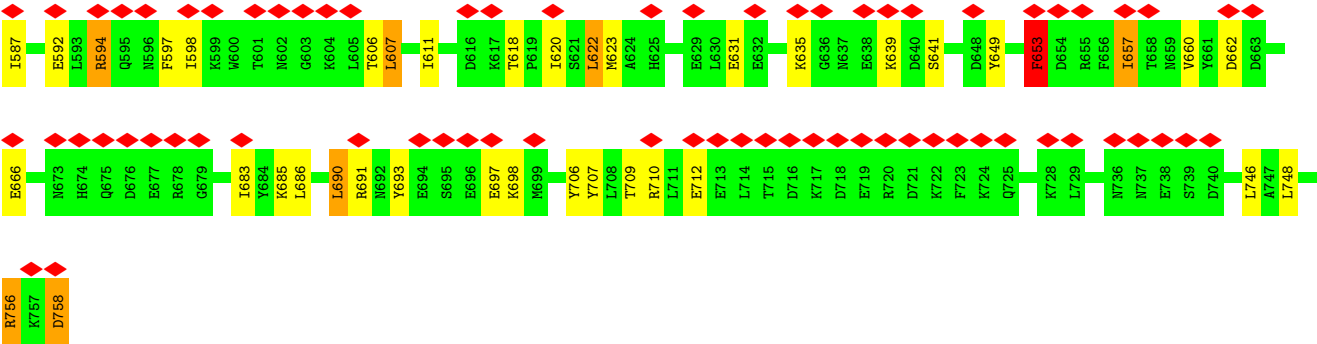 I587 E592 L593 R594 Q595 N596 F597 I598 K599 W600 T601 N602 G603 K604 L605 T606 L607 I611 D616 K617 T618 P619 I620 S621 L622 M623 A624 H625 E629 L630 E631 E632 K635 G636 N637 E638 K639 D640 S641 D648 Y649 F653 D654 R655 F656 I657 T658 N659 V660 Y661 D662 D663
E666 N673 H674 Q675 D676 E677 R678 G679 I683 Y684 K685 L686 L690 R691 N692 Y693 E694 S695 E696 E697 K698 M699 Y706 Y707 L708 T709 R710 L711 E712 E713 L714 T715 D716 K717 D718 E719 R720 D721 K722 F723 K724 Q725 K728 L729 N736 N737 E738 S739 D740 L746 A747 L748
R756 K757 D758